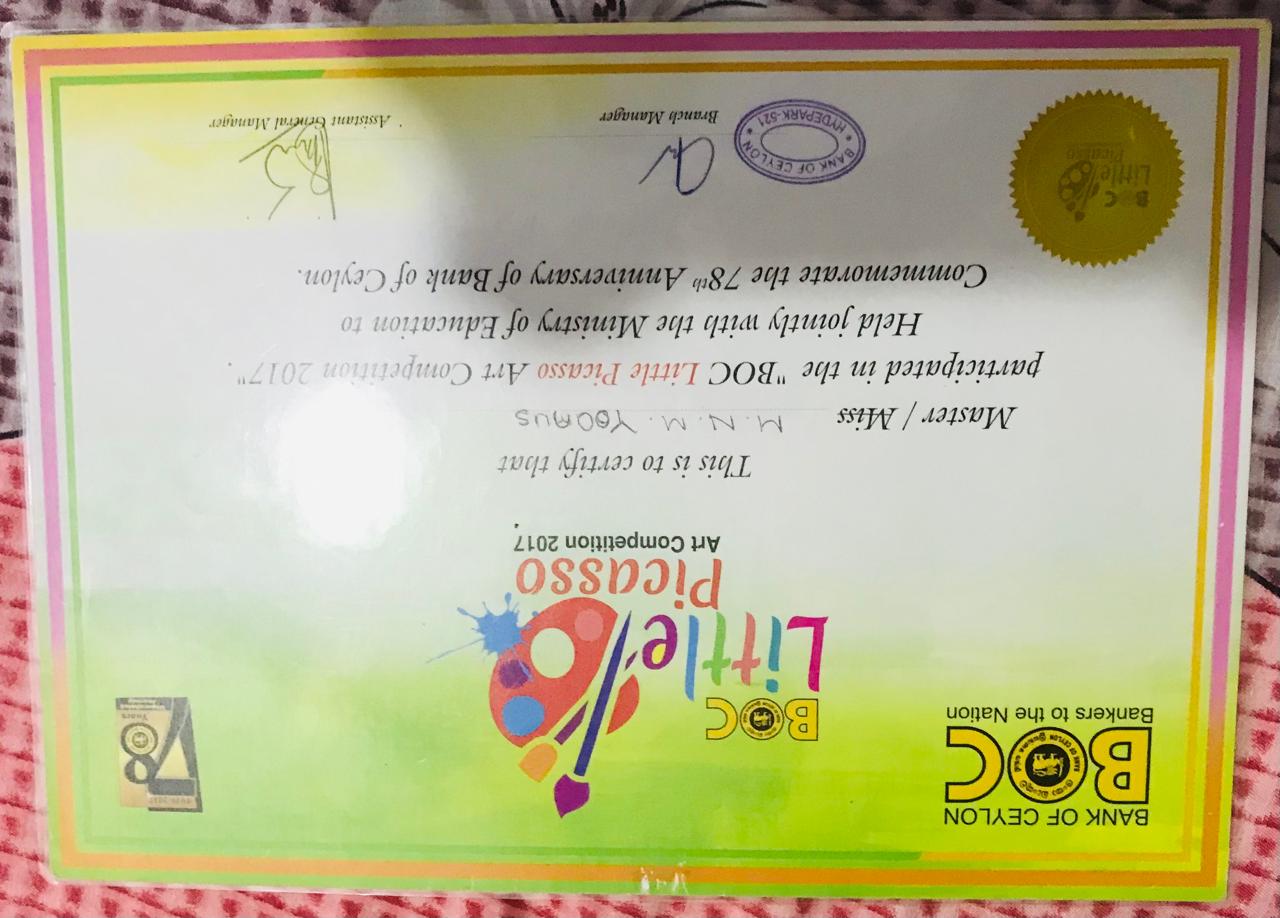 BANK OF CEYLON
BOC
Bankers to the Nation
BOC
Little
Picasso
Art Competition 2017
78
Years
This is to certify that
Master / Miss M. N. M.
participated in the "BOC Little Picasso Art Competition 2017".
Held jointly with the Ministry of Education to
Commemorate the 78th Anniversary of Bank of Ceylon.
BOC
Little
Picasso
BANK OF CEYLON
HYDEPARK-521
Branch Manager
Assistant General Manager